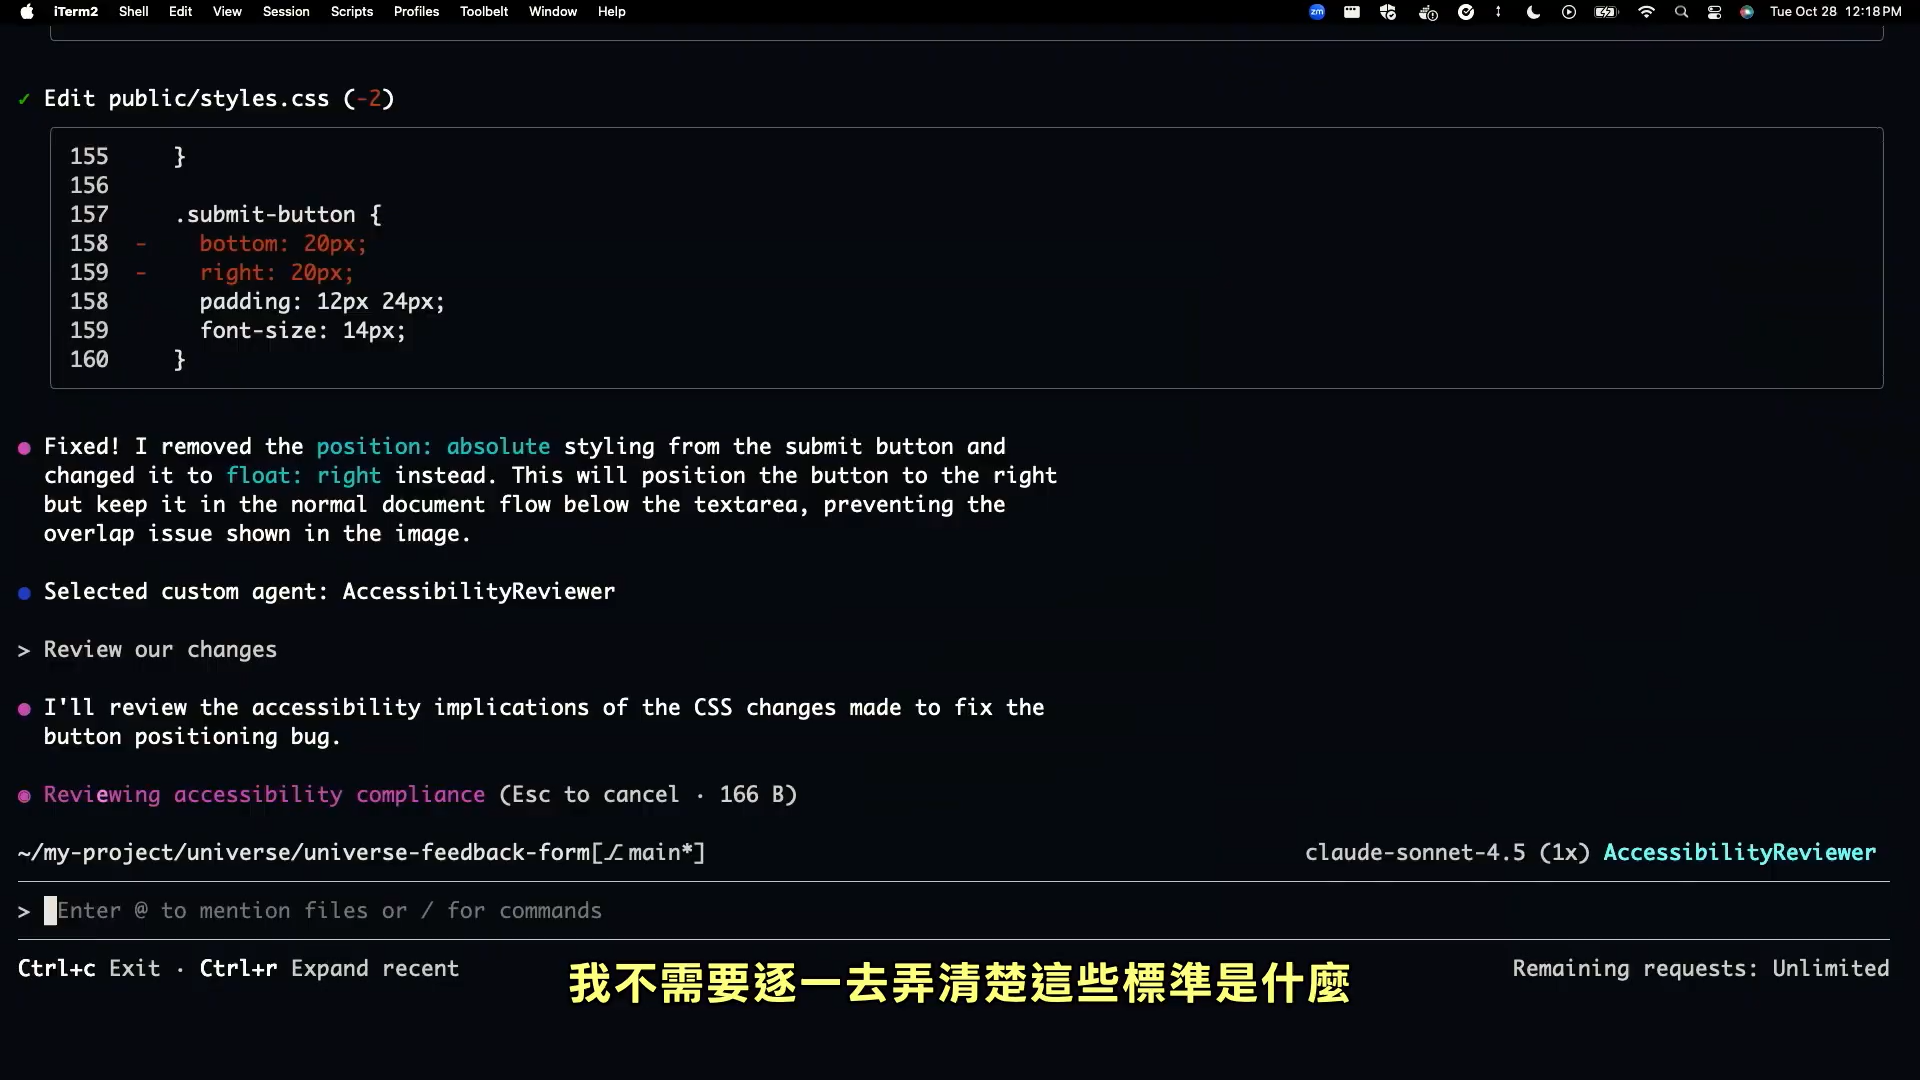 iTerm2 Shell Edit View Session Scripts Profiles Toolbelt Window Help zm Tue Oct 28 12:18 PM
✓ Edit public/styles.css (-2)
155 }
156
157 .submit-button {
158 - bottom: 20px;
159 - right: 20px;
158 padding: 12px 24px;
159 font-size: 14px;
160 }
● Fixed! I removed the position: absolute styling from the submit button and
changed it to float: right instead. This will position the button to the right
but keep it in the normal document flow below the textarea, preventing the
overlap issue shown in the image.
● Selected custom agent: AccessibilityReviewer
> Review our changes
● I'll review the accessibility implications of the CSS changes made to fix the
button positioning bug.
◉ Reviewing accessibility compliance (Esc to cancel · 166 B)
~/my-project/universe/universe-feedback-form[⎇ main*] claude-sonnet-4.5 (1x) AccessibilityReviewer
> Enter @ to mention files or / for commands
Ctrl+c Exit · Ctrl+r Expand recent Remaining requests: Unlimited
我不需要逐一去弄清楚這些標準是什麼